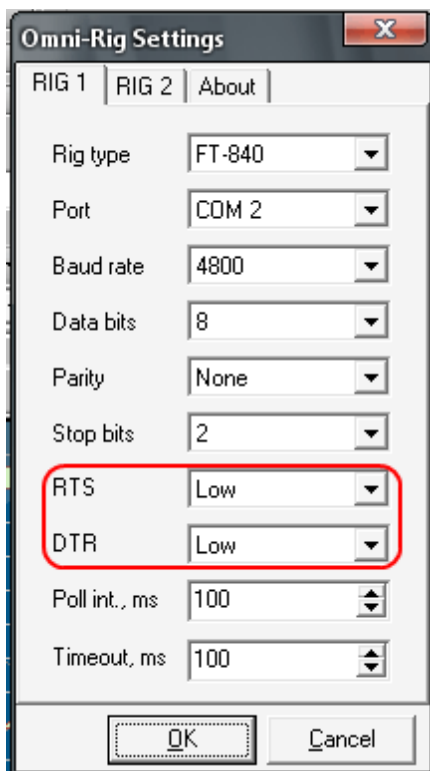 Omni-Rig Settings
RIG 1 RIG 2 About
Rig type FT-840
Port COM 2
Baud rate 4800
Data bits 8
Parity None
Stop bits 2
RTS Low
DTR Low
Poll int., ms 100
Timeout, ms 100
OK Cancel